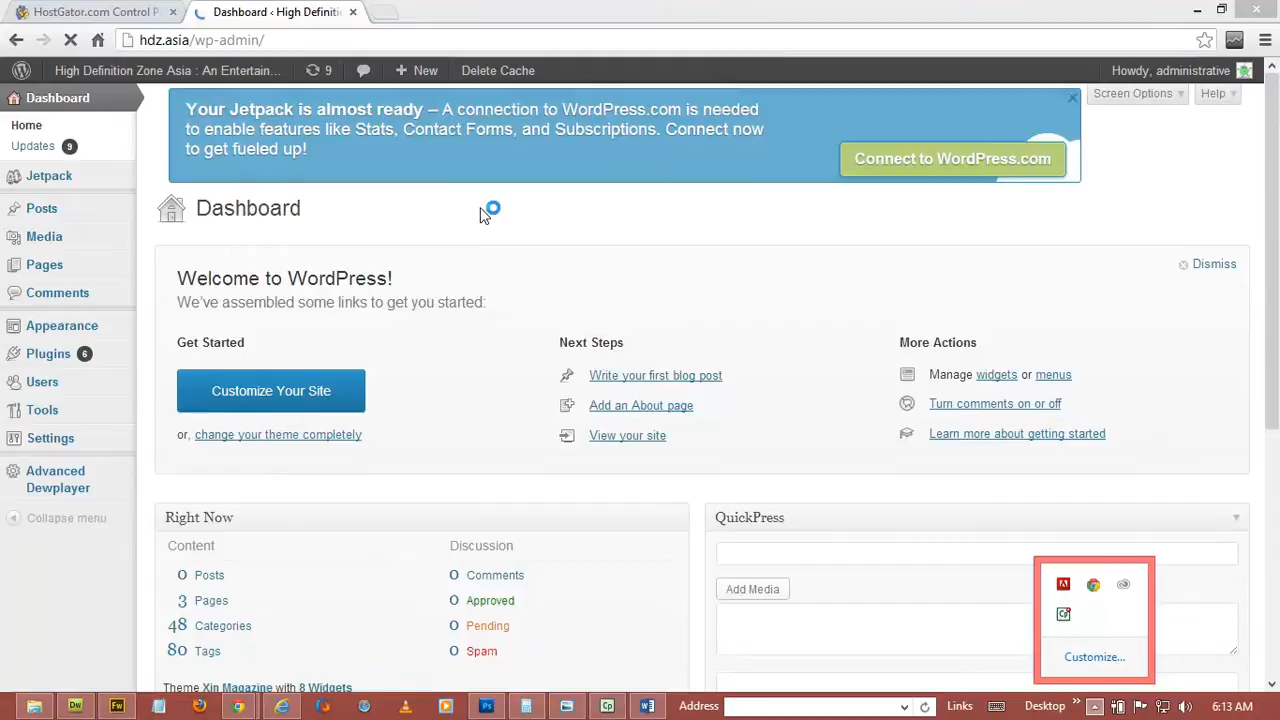 HostGator.com Control P
Dashboard ‹ High Definiti
hdz.asia/wp-admin/
High Definition Zone Asia : An Entertain...
9
New
Delete Cache
Howdy, administrative
Dashboard
Home
Updates 9
Jetpack
Posts
Media
Pages
Comments
Appearance
Plugins 6
Users
Tools
Settings
Advanced
Dewplayer
Collapse menu
Your Jetpack is almost ready – A connection to WordPress.com is needed
to enable features like Stats, Contact Forms, and Subscriptions. Connect now
to get fueled up!
Connect to WordPress.com
Screen Options
Help
Dashboard
Welcome to WordPress!
Dismiss
We've assembled some links to get you started:
Get Started
Customize Your Site
or, change your theme completely
Next Steps
Write your first blog post
Add an About page
View your site
More Actions
Manage widgets or menus
Turn comments on or off
Learn more about getting started
Right Now
Content
0 Posts
3 Pages
48 Categories
80 Tags
Discussion
0 Comments
0 Approved
0 Pending
0 Spam
Theme Xin Magazine with 8 Widgets
QuickPress
Add Media
Cp
Customize...
Dw
Fw
Ps
Cp
W
Address
Links
Desktop
6:13 AM